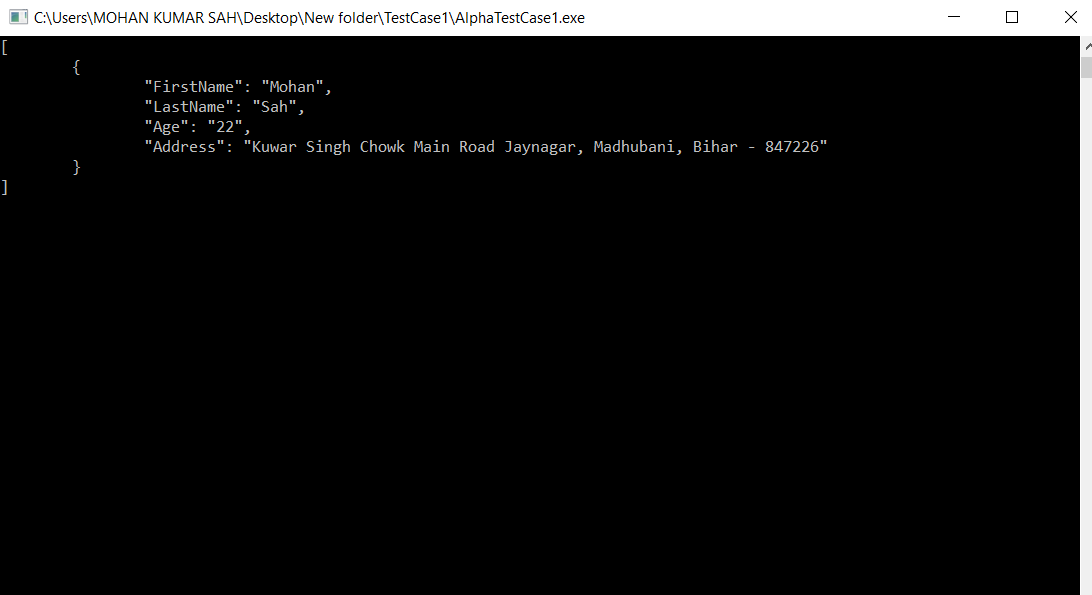 C:\Users\MOHAN KUMAR SAH\Desktop\New folder\TestCase1\AlphaTestCase1.exe
[
{
"FirstName": "Mohan",
"LastName": "Sah",
"Age": "22",
"Address": "Kuwar Singh Chowk Main Road Jaynagar, Madhubani, Bihar - 847226"
}
]